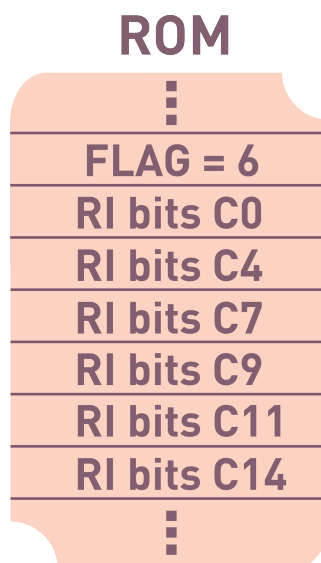 ROM
FLAG = 6
RI bits C0
RI bits C4
RI bits C7
RI bits C9
RI bits C11
RI bits C14